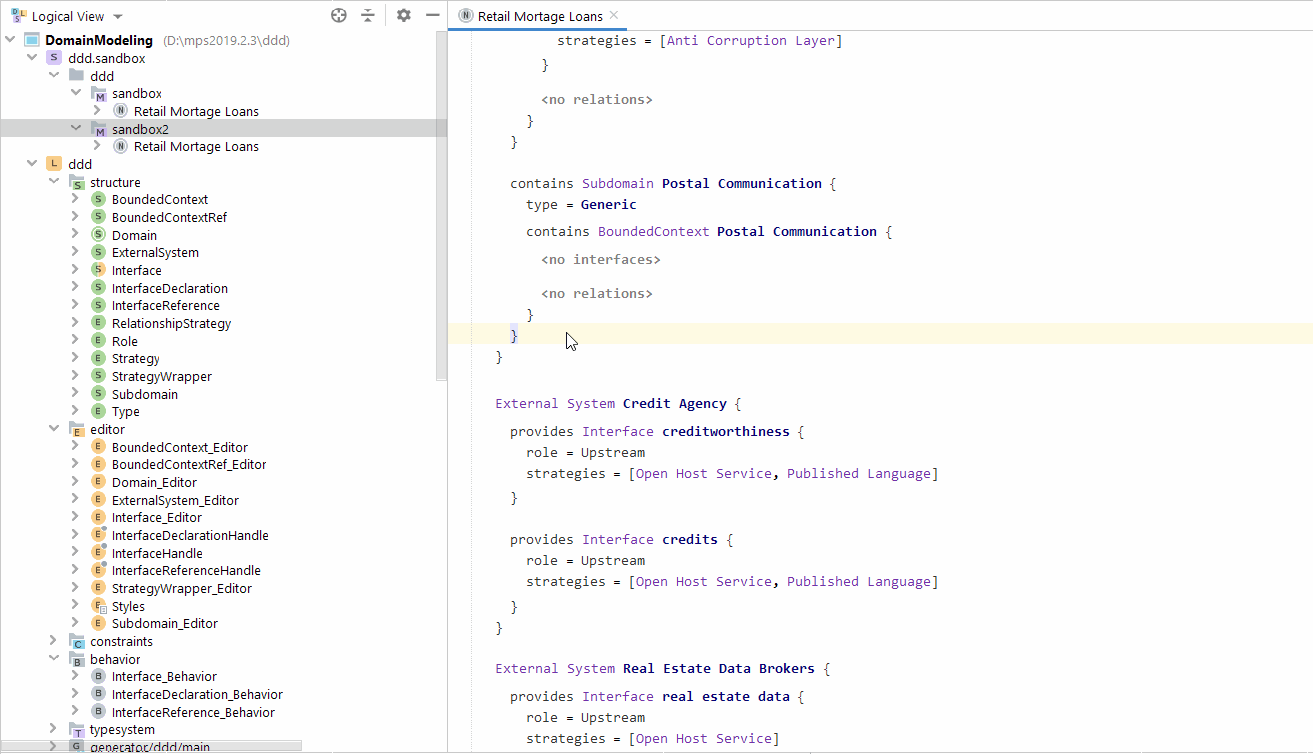 Logical View
DomainModeling (D:\mps2019.2.3\ddd)
S ddd.sandbox
ddd
M sandbox
N Retail Mortage Loans
M sandbox2
N Retail Mortage Loans
L ddd
S structure
S BoundedContext
S BoundedContextRef
S Domain
S ExternalSystem
S Interface
S InterfaceDeclaration
S InterfaceReference
E RelationshipStrategy
E Role
E Strategy
S StrategyWrapper
S Subdomain
E Type
E editor
E BoundedContext_Editor
E BoundedContextRef_Editor
E Domain_Editor
E ExternalSystem_Editor
E Interface_Editor
E InterfaceDeclarationHandle
E InterfaceHandle
E InterfaceReferenceHandle
E StrategyWrapper_Editor
E Styles
E Subdomain_Editor
C constraints
B behavior
B Interface_Behavior
B InterfaceDeclaration_Behavior
B InterfaceReference_Behavior
T typesystem
G generator/ddd/main
N Retail Mortage Loans
strategies = [Anti Corruption Layer]
}
<no relations>
}
}
contains Subdomain Postal Communication {
type = Generic
contains BoundedContext Postal Communication {
<no interfaces>
<no relations>
}
}
}
External System Credit Agency {
provides Interface creditworthiness {
role = Upstream
strategies = [Open Host Service, Published Language]
}
provides Interface credits {
role = Upstream
strategies = [Open Host Service, Published Language]
}
}
External System Real Estate Data Brokers {
provides Interface real estate data {
role = Upstream
strategies = [Open Host Service]